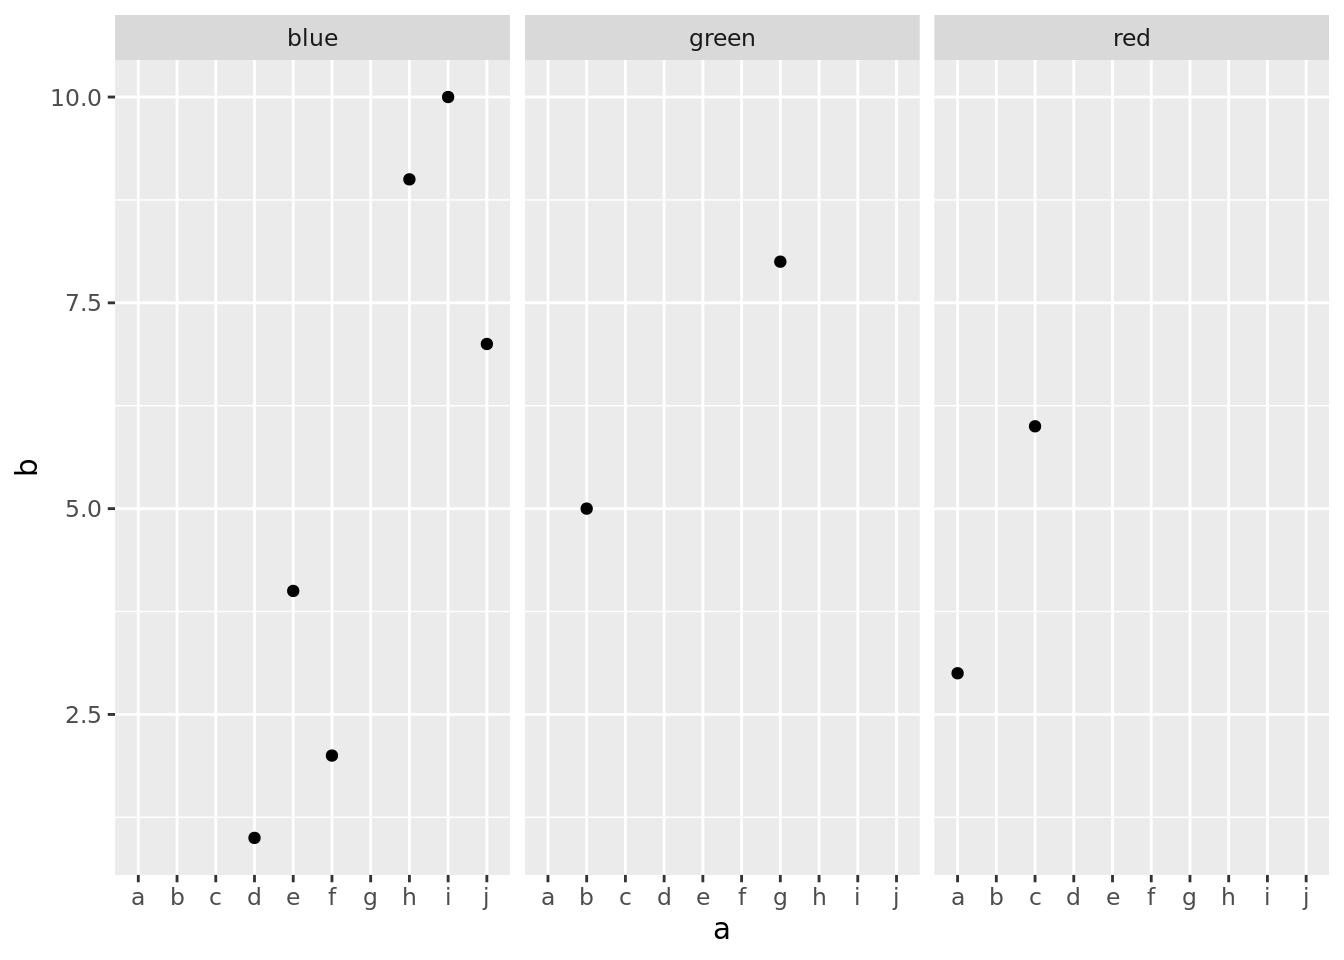 blue green red
10.0
7.5
b
5.0
2.5
a b c d e f g h i j a b c d e f g h i j a b c d e f g h i j
a